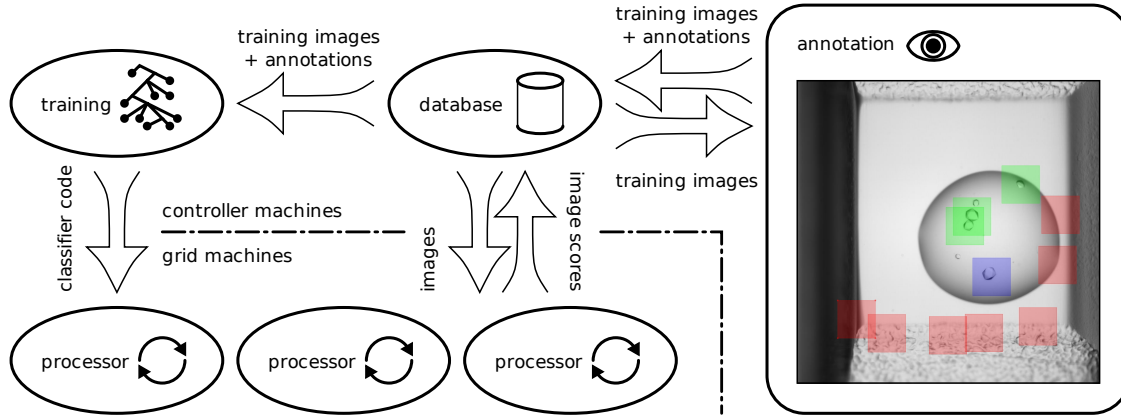 training images
+ annotations
training images
+ annotations
annotation
training
database
training images
classifier code
controller machines
grid machines
images
image scores
processor
processor
processor